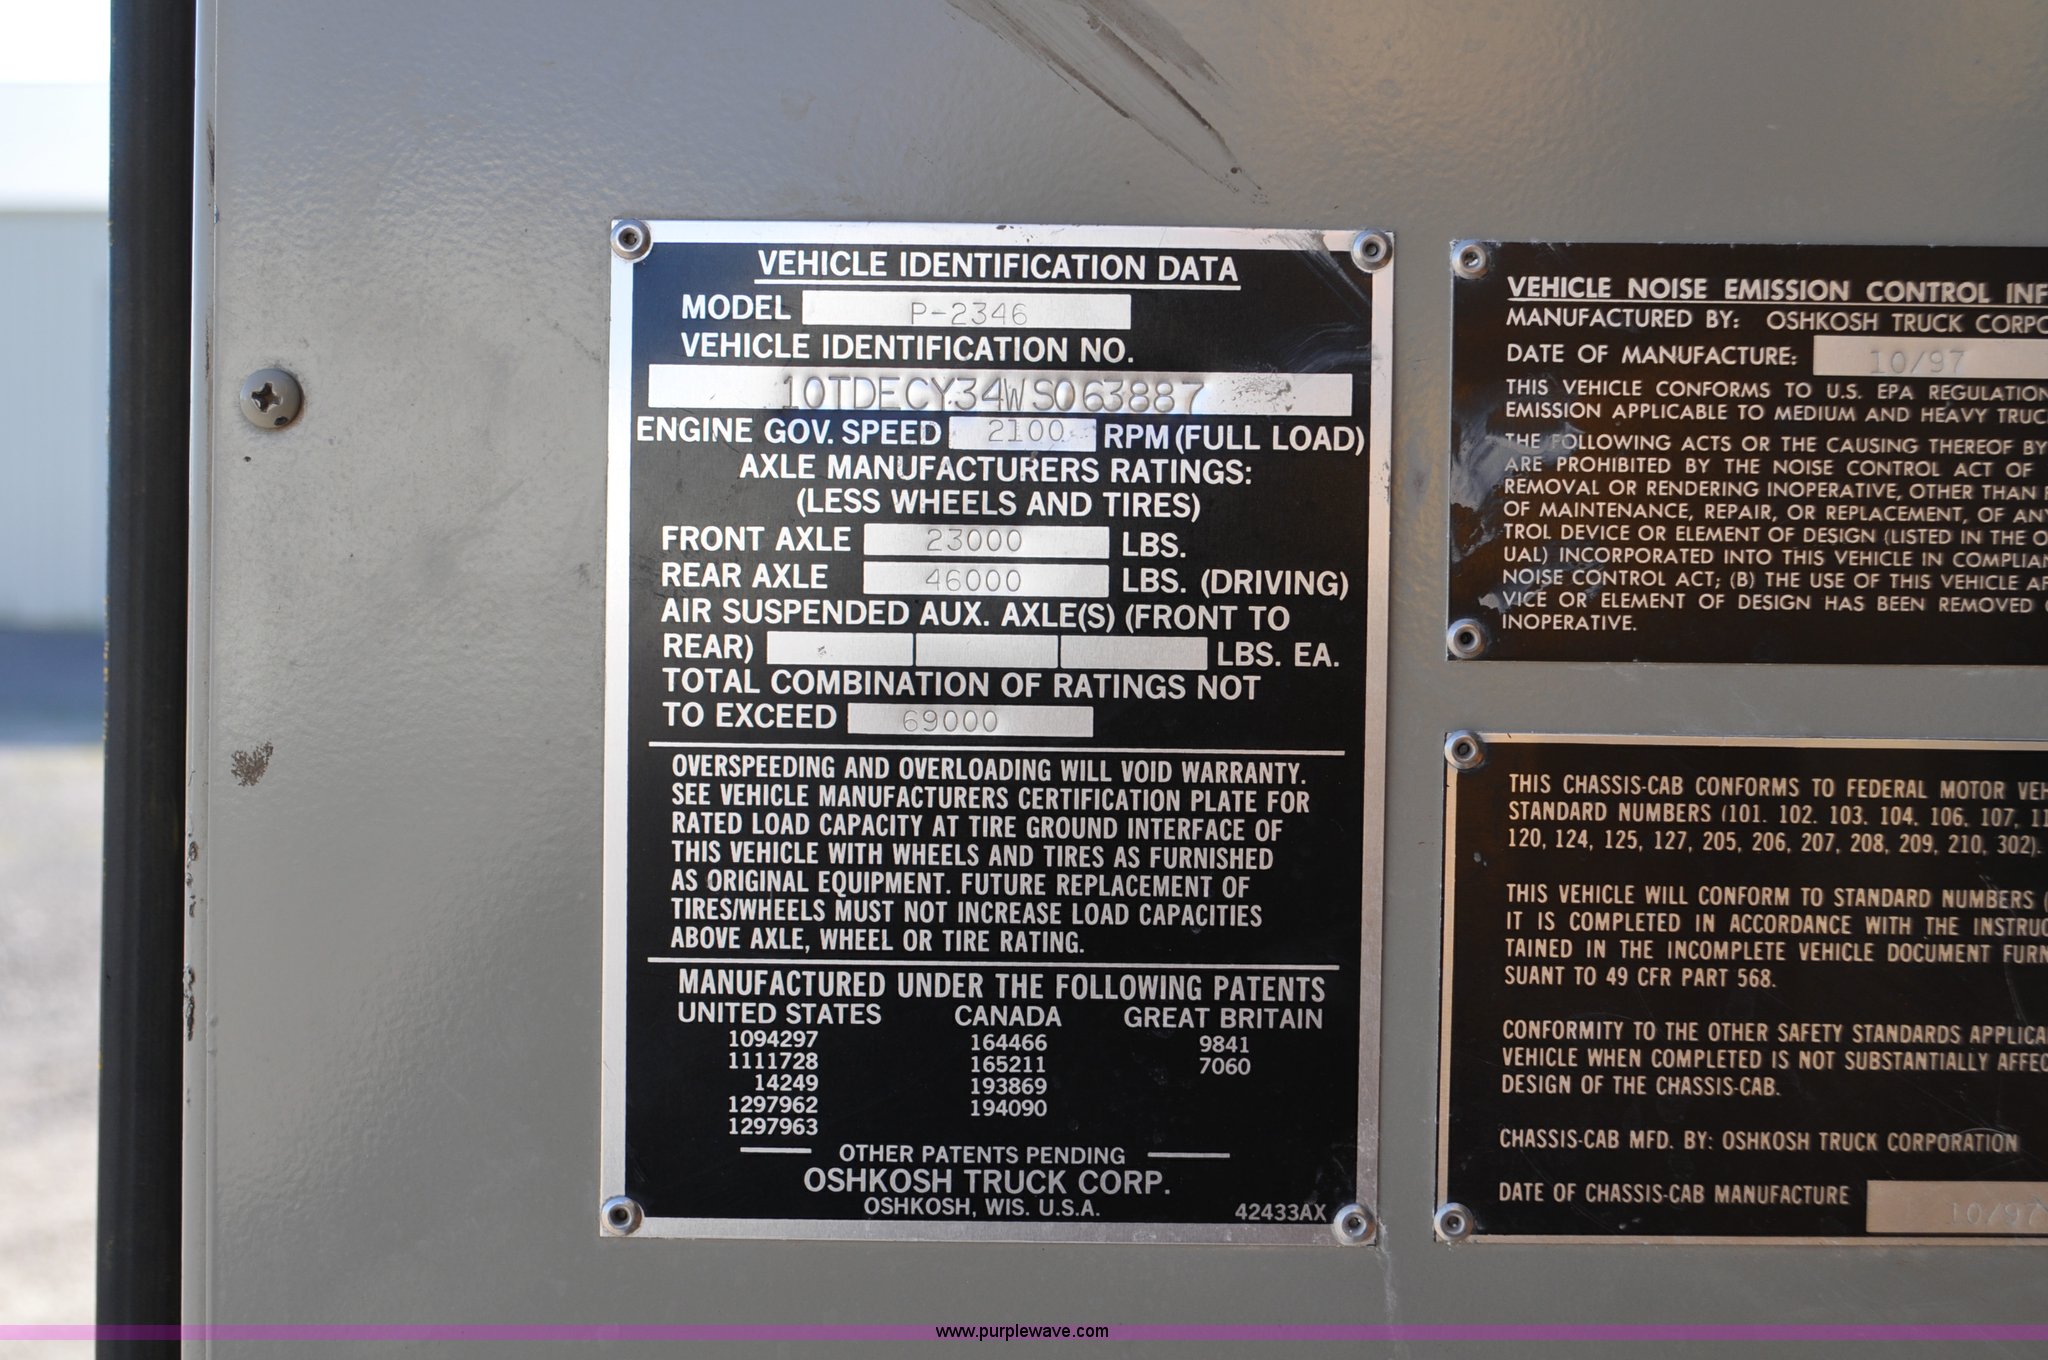 VEHICLE IDENTIFICATION DATA
MODEL P-2346
VEHICLE IDENTIFICATION NO.
10TDECY34WS063887
ENGINE GOV. SPEED 2100 RPM (FULL LOAD)
AXLE MANUFACTURERS RATINGS:
(LESS WHEELS AND TIRES)
FRONT AXLE 23000 LBS.
REAR AXLE 46000 LBS. (DRIVING)
AIR SUSPENDED AUX. AXLE(S) (FRONT TO
REAR) LBS. EA.
TOTAL COMBINATION OF RATINGS NOT
TO EXCEED 69000
OVERSPEEDING AND OVERLOADING WILL VOID WARRANTY.
SEE VEHICLE MANUFACTURERS CERTIFICATION PLATE FOR
RATED LOAD CAPACITY AT TIRE GROUND INTERFACE OF
THIS VEHICLE WITH WHEELS AND TIRES AS FURNISHED
AS ORIGINAL EQUIPMENT. FUTURE REPLACEMENT OF
TIRES/WHEELS MUST NOT INCREASE LOAD CAPACITIES
ABOVE AXLE, WHEEL OR TIRE RATING.
MANUFACTURED UNDER THE FOLLOWING PATENTS
UNITED STATES CANADA GREAT BRITAIN
1094297 164466 9841
1111728 165211 7060
14249 193869
1297962 194090
1297963
OTHER PATENTS PENDING
OSHKOSH TRUCK CORP.
OSHKOSH, WIS. U.S.A. 42433AX
VEHICLE NOISE EMISSION CONTROL INF
MANUFACTURED BY: OSHKOSH TRUCK CORPO
DATE OF MANUFACTURE: 10/97
THIS VEHICLE CONFORMS TO U.S. EPA REGULATION
EMISSION APPLICABLE TO MEDIUM AND HEAVY TRUC
THE FOLLOWING ACTS OR THE CAUSING THEREOF BY
ARE PROHIBITED BY THE NOISE CONTROL ACT OF
REMOVAL OR RENDERING INOPERATIVE, OTHER THAN
OF MAINTENANCE, REPAIR, OR REPLACEMENT, OF AN
TROL DEVICE OR ELEMENT OF DESIGN (LISTED IN THE O
UAL) INCORPORATED INTO THIS VEHICLE IN COMPLIAN
NOISE CONTROL ACT; (B) THE USE OF THIS VEHICLE AF
VICE OR ELEMENT OF DESIGN HAS BEEN REMOVED
INOPERATIVE.
THIS CHASSIS-CAB CONFORMS TO FEDERAL MOTOR VEH
STANDARD NUMBERS (101. 102. 103. 104, 106. 107, 11
120, 124, 125, 127, 205, 206, 207, 208, 209, 210, 302).
THIS VEHICLE WILL CONFORM TO STANDARD NUMBERS (
IT IS COMPLETED IN ACCORDANCE WITH THE INSTRUC
TAINED IN THE INCOMPLETE VEHICLE DOCUMENT FURN
SUANT TO 49 CFR PART 568.
CONFORMITY TO THE OTHER SAFETY STANDARDS APPLICA
VEHICLE WHEN COMPLETED IS NOT SUBSTANTIALLY AFFEC
DESIGN OF THE CHASSIS-CAB.
CHASSIS-CAB MFD. BY: OSHKOSH TRUCK CORPORATION
DATE OF CHASSIS-CAB MANUFACTURE 10/97
www.purplewave.com